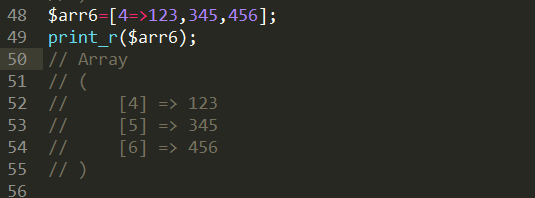 48 $arr6=[4=>123,345,456];
49 print_r($arr6);
50 // Array
51 // (
52 //     [4] => 123
53 //     [5] => 345
54 //     [6] => 456
55 // )
56